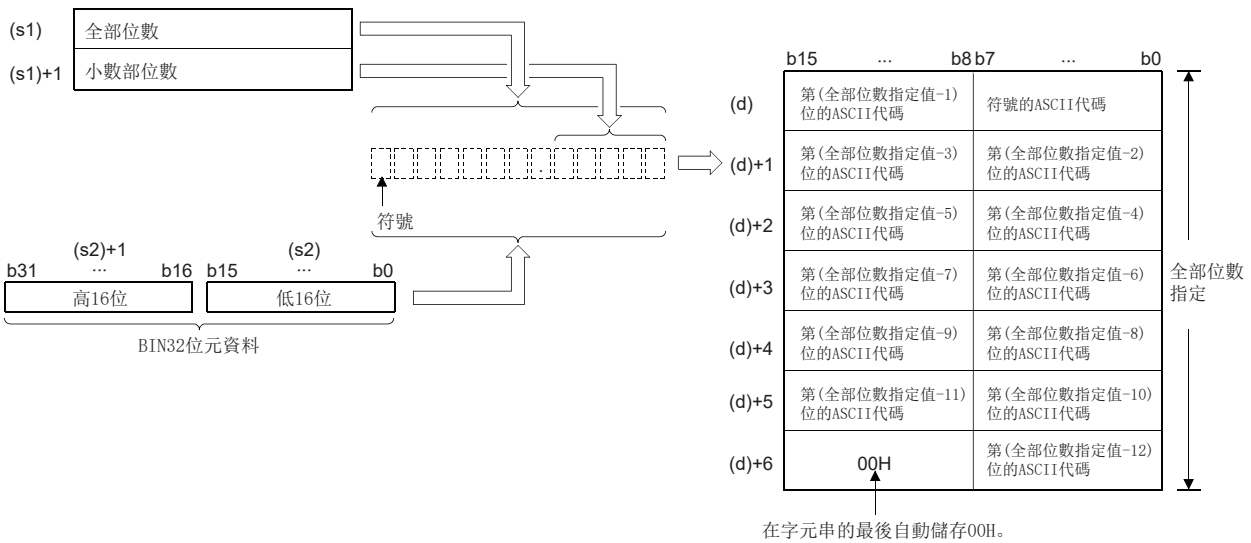 (s1)
全部位數
(s1)+1
小數部位數
.
符號
(s2)+1
(s2)
b31 ... b16 b15 ... b0
高16位
低16位
BIN32位元資料
b15 ... b8 b7 ... b0
(d)
第(全部位數指定值-1)
位的ASCII代碼
符號的ASCII代碼
(d)+1
第(全部位數指定值-3)
位的ASCII代碼
第(全部位數指定值-2)
位的ASCII代碼
(d)+2
第(全部位數指定值-5)
位的ASCII代碼
第(全部位數指定值-4)
位的ASCII代碼
(d)+3
第(全部位數指定值-7)
位的ASCII代碼
第(全部位數指定值-6)
位的ASCII代碼
(d)+4
第(全部位數指定值-9)
位的ASCII代碼
第(全部位數指定值-8)
位的ASCII代碼
(d)+5
第(全部位數指定值-11)
位的ASCII代碼
第(全部位數指定值-10)
位的ASCII代碼
(d)+6
00H
第(全部位數指定值-12)
位的ASCII代碼
全部位數
指定
在字元串的最後自動儲存00H。